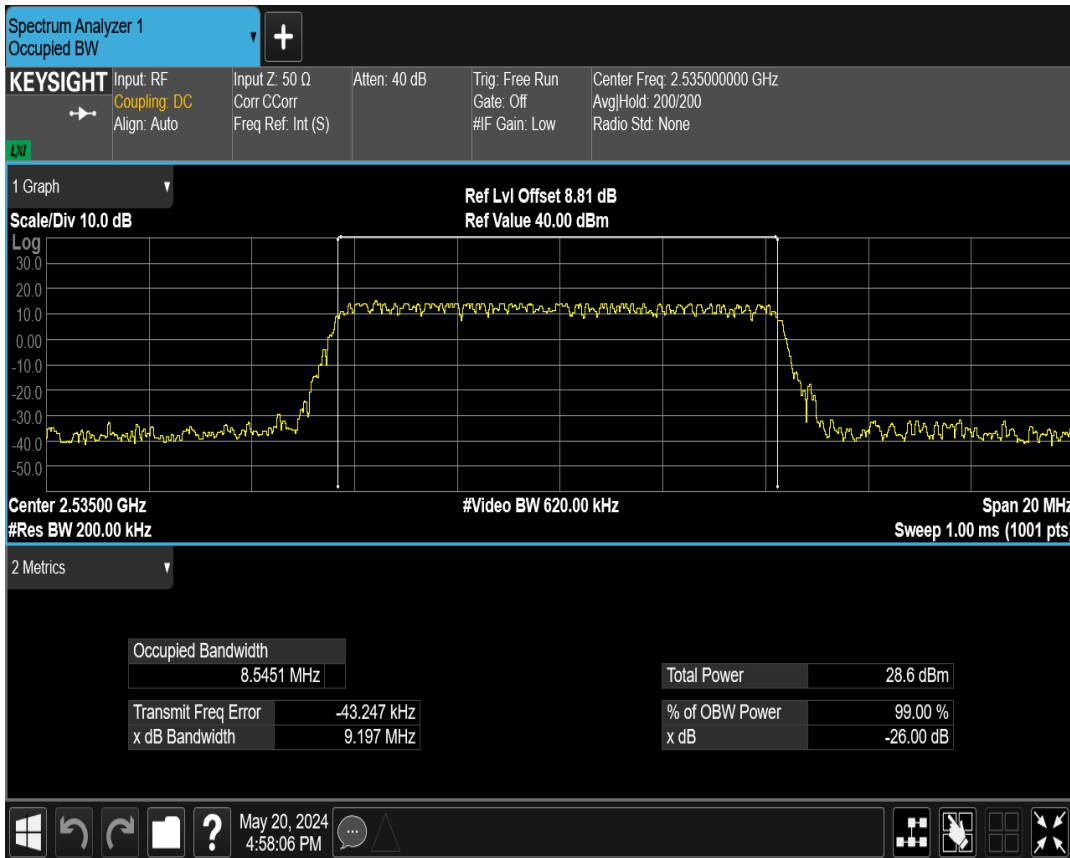 Spectrum Analyzer 1
Occupied BW
+
KEYSIGHT
LXI
Input: RF
Coupling: DC
Align: Auto
Input Z: 50 Ω
Corr CCorr
Freq Ref: Int (S)
Atten: 40 dB
Trig: Free Run
Gate: Off
#IF Gain: Low
Center Freq: 2.535000000 GHz
Avg|Hold: 200/200
Radio Std: None
1 Graph
Scale/Div 10.0 dB
Ref Lvl Offset 8.81 dB
Ref Value 40.00 dBm
Log
30.0
20.0
10.0
0.00
-10.0
-20.0
-30.0
-40.0
-50.0
Center 2.53500 GHz
#Video BW 620.00 kHz
Span 20 MHz
#Res BW 200.00 kHz
Sweep 1.00 ms (1001 pts)
2 Metrics
Occupied Bandwidth
8.5451 MHz
Total Power 28.6 dBm
Transmit Freq Error -43.247 kHz
% of OBW Power 99.00 %
x dB Bandwidth 9.197 MHz
x dB -26.00 dB
?
May 20, 2024
4:58:06 PM